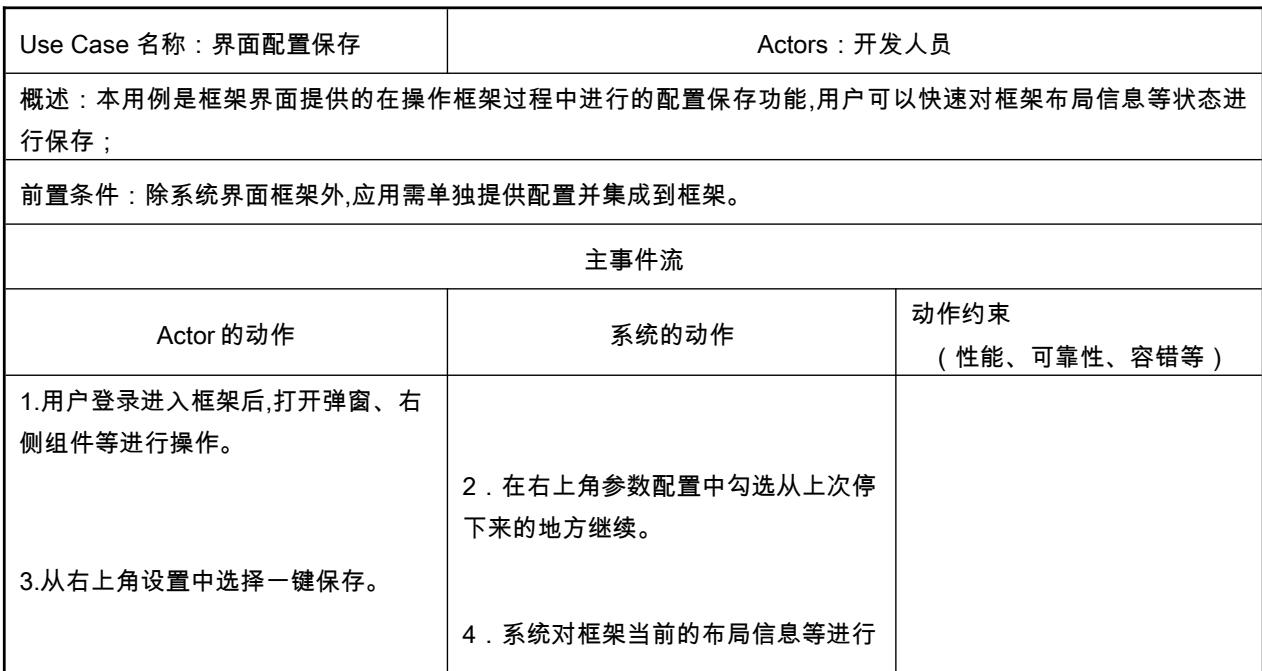 Use Case 名称：界面配置保存
Actors：开发人员
概述：本用例是框架界面提供的在操作框架过程中进行的配置保存功能,用户可以快速对框架布局信息等状态进
行保存；
前置条件：除系统界面框架外,应用需单独提供配置并集成到框架。
主事件流
Actor 的动作
系统的动作
动作约束
（性能、可靠性、容错等）
1.用户登录进入框架后,打开弹窗、右
侧组件等进行操作。
2．在右上角参数配置中勾选从上次停
下来的地方继续。
3.从右上角设置中选择一键保存。
4．系统对框架当前的布局信息等进行